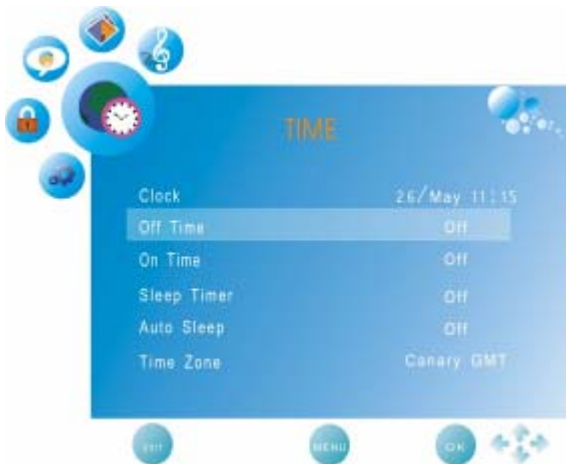 TIME
Clock 26/May 11:15
Off Time Off
On Time Off
Sleep Timer Off
Auto Sleep Off
Time Zone Canary GMT
EXIT MENU OK